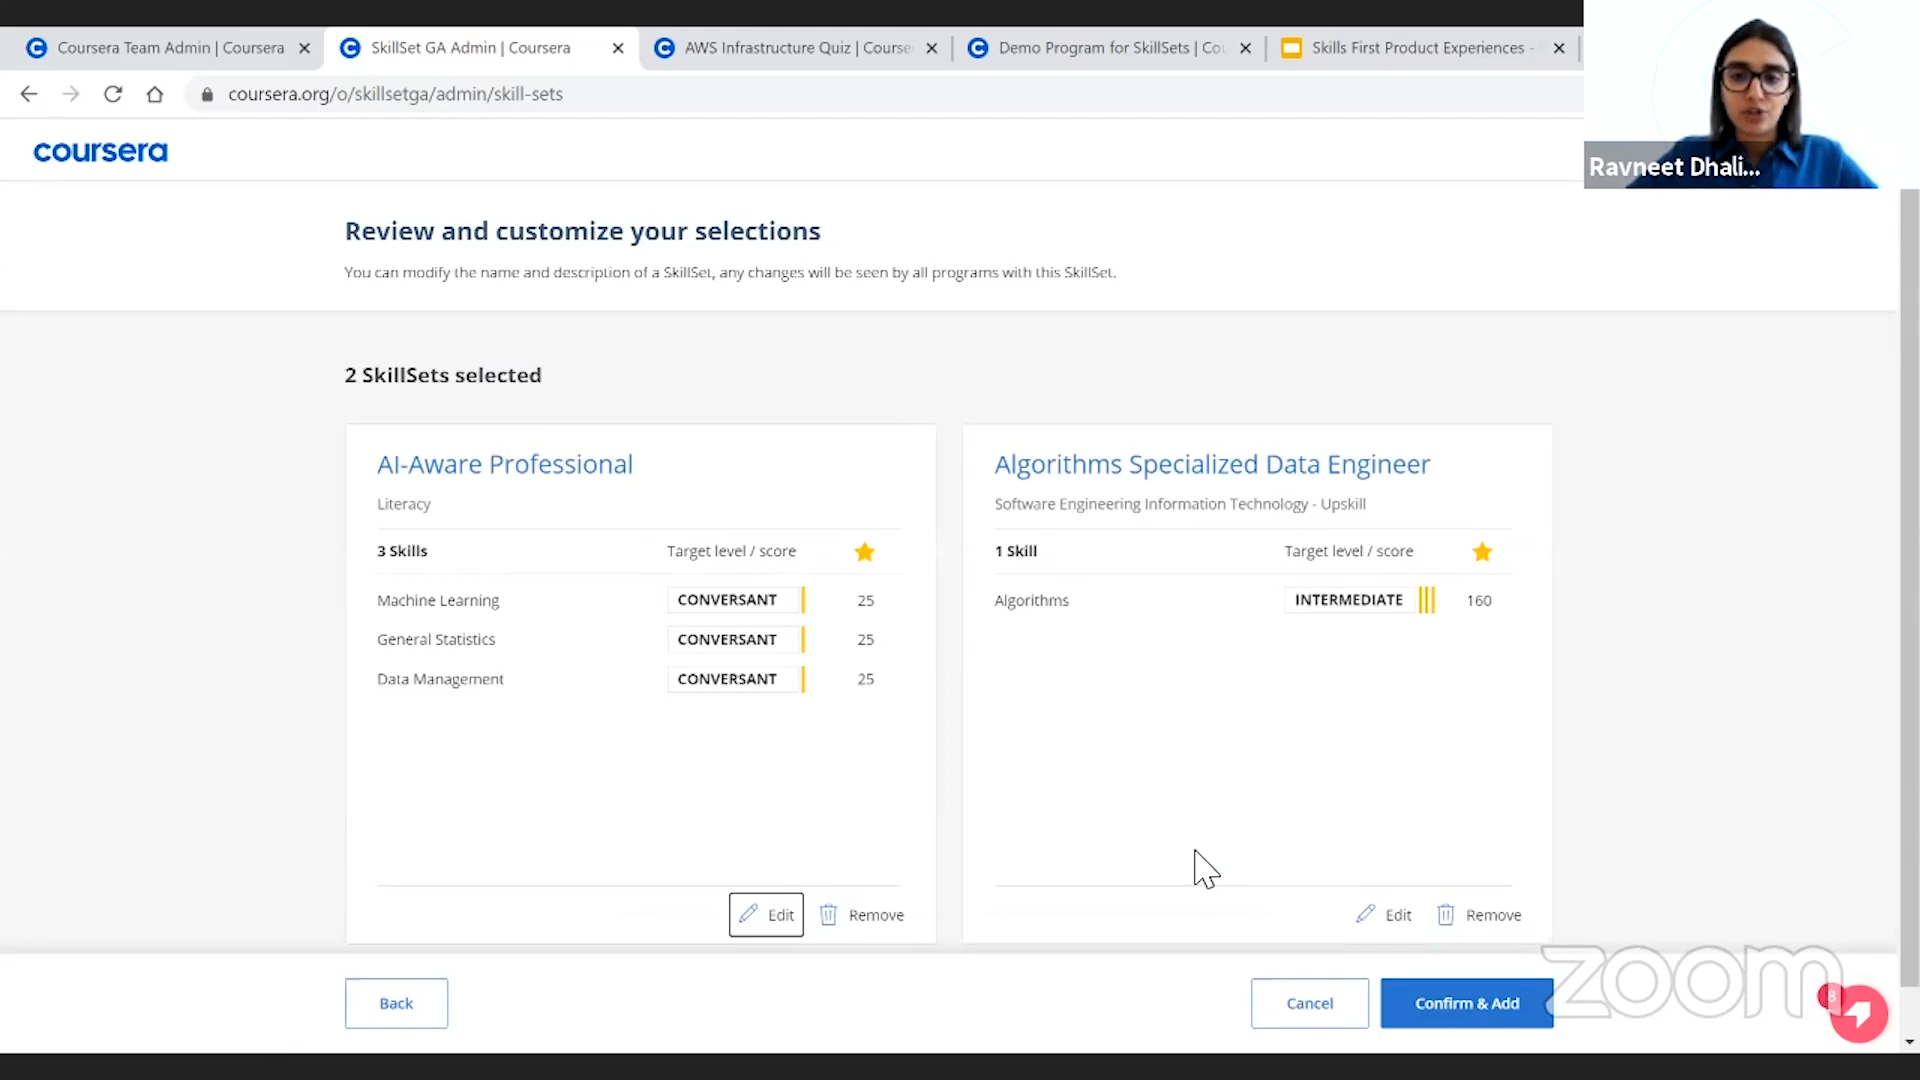 Coursera Team Admin | Coursera
SkillSet GA Admin | Coursera
AWS Infrastructure Quiz | Course
Demo Program for SkillSets | Co
Skills First Product Experiences -
coursera.org/o/skillsetga/admin/skill-sets
Ravneet Dhali...
coursera
Review and customize your selections
You can modify the name and description of a SkillSet, any changes will be seen by all programs with this SkillSet.
2 SkillSets selected
AI-Aware Professional
Literacy
3 Skills Target level / score
Machine Learning CONVERSANT 25
General Statistics CONVERSANT 25
Data Management CONVERSANT 25
Edit Remove
Algorithms Specialized Data Engineer
Software Engineering Information Technology - Upskill
1 Skill Target level / score
Algorithms INTERMEDIATE 160
Edit Remove
Back
Cancel
Confirm & Add
zoom
8